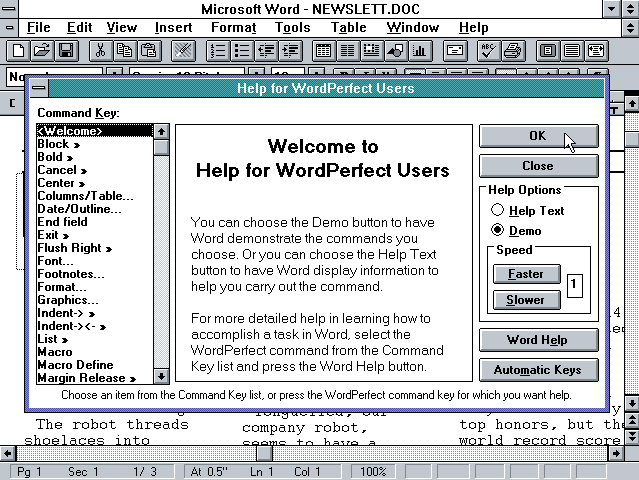 Microsoft Word - NEWSLETT.DOC
File Edit View Insert Format Tools Table Window Help
Help for WordPerfect Users
Command Key:
<Welcome>
Block »
Bold »
Cancel »
Center »
Columns/Table...
Date/Outline...
End field
Exit »
Flush Right »
Font...
Footnotes...
Format...
Graphics...
Indent-> »
Indent-><- »
List »
Macro
Macro Define
Margin Release »
Welcome to
Help for WordPerfect Users
You can choose the Demo button to have
Word demonstrate the commands you
choose. Or you can choose the Help Text
button to have Word display information to
help you carry out the command.
For more detailed help in learning how to
accomplish a task in Word, select the
WordPerfect command from the Command
Key list and press the Word Help button.
OK
Close
Help Options
Help Text
Demo
Speed
Faster
1
Slower
Word Help
Automatic Keys
Choose an item from the Command Key list, or press the WordPerfect command key for which you want help.
The robot threads
shoelaces into
company robot,
seems to have a
top honors, but the
world record score
Pg 1 Sec 1 1/ 3 At 0.5" Ln 1 Col 1 100%